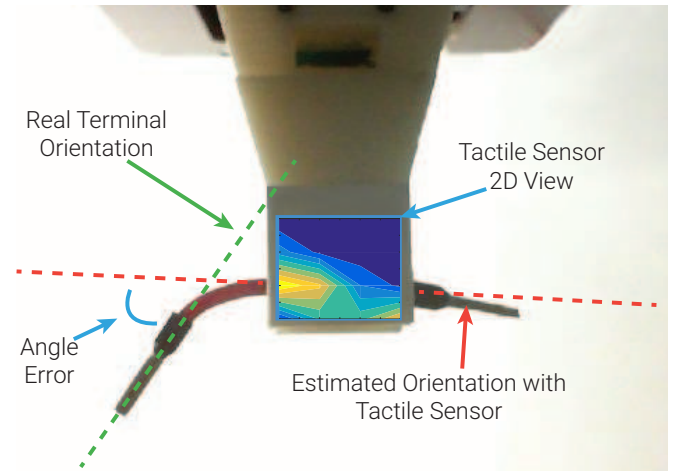 Real Terminal
Orientation
Tactile Sensor
2D View
Angle
Error
Estimated Orientation with
Tactile Sensor